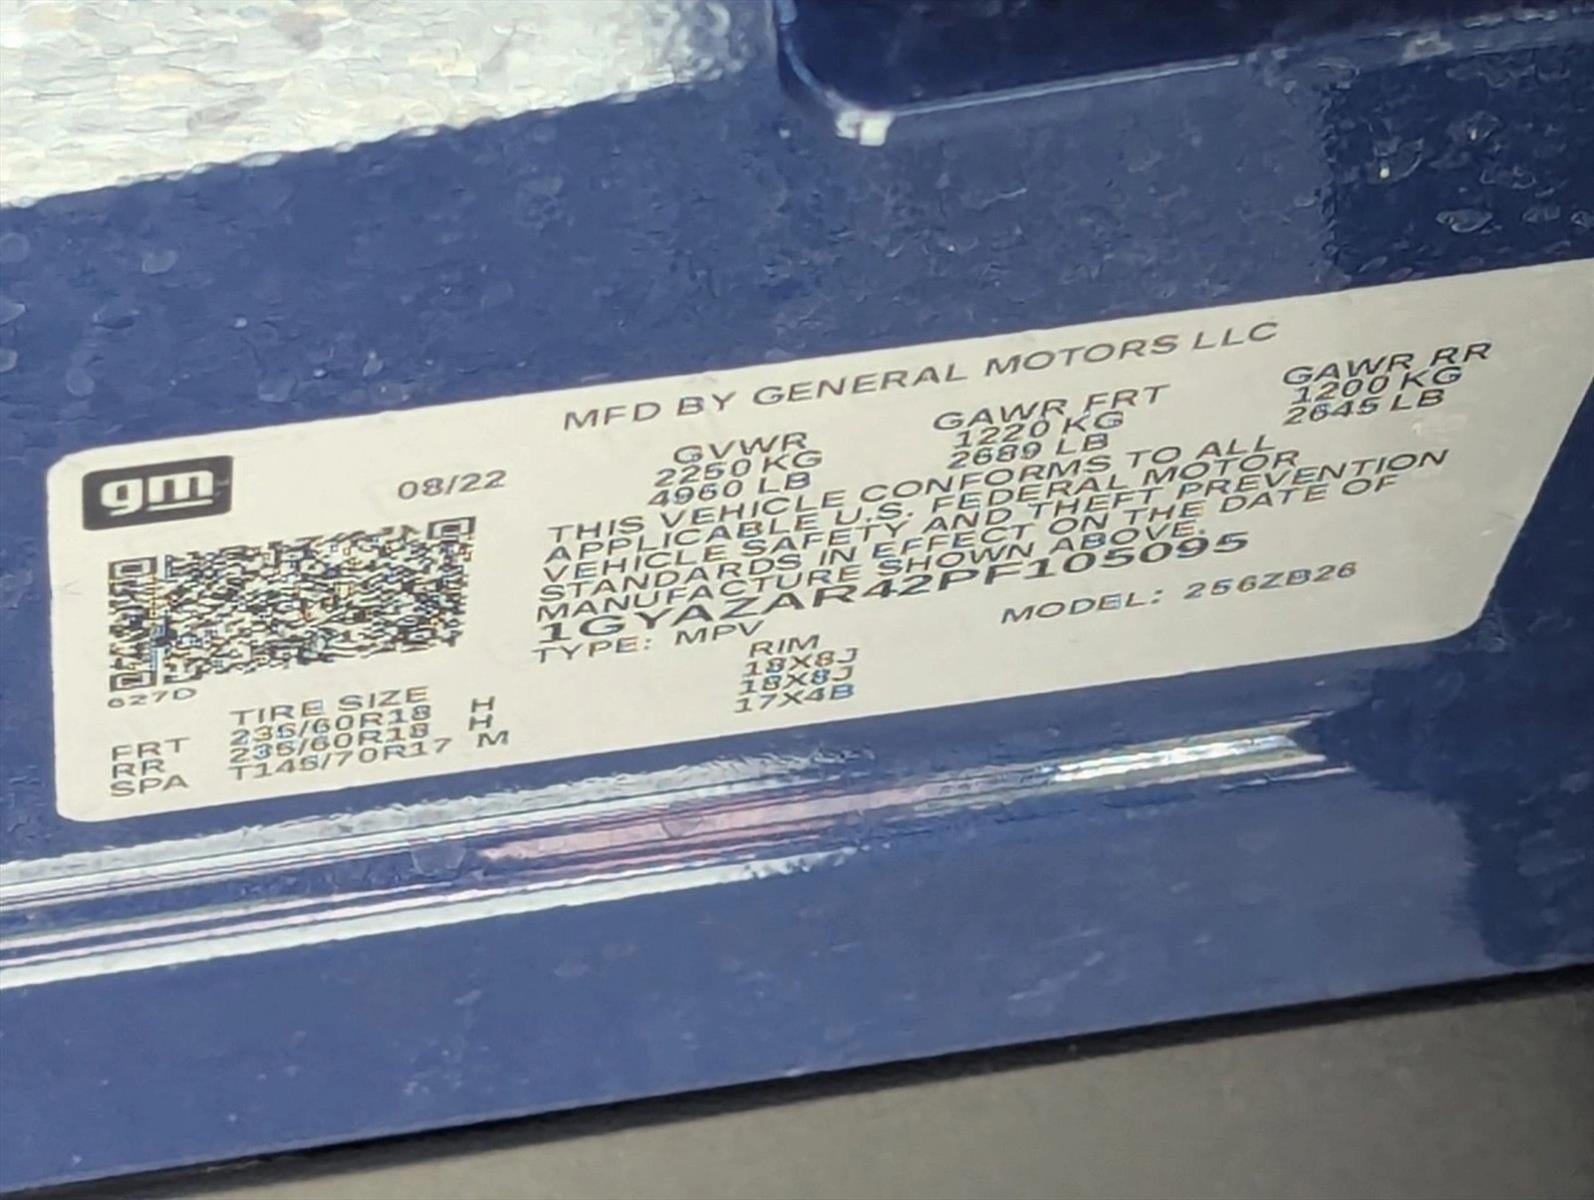 MFD BY GENERAL MOTORS LLC
gm
08/22
GVWR GAWR FRT GAWR RR
2250 KG 1220 KG 1200 KG
4960 LB 2689 LB 2645 LB
THIS VEHICLE CONFORMS TO ALL
APPLICABLE U.S. FEDERAL MOTOR
VEHICLE SAFETY AND THEFT PREVENTION
STANDARDS IN EFFECT ON THE DATE OF
MANUFACTURE SHOWN ABOVE.
1GYAZAR42PF105095
TYPE: MPV MODEL: 256ZB26
627D
TIRE SIZE RIM
FRT 235/60R18 H 18X8J
RR 235/60R18 H 18X8J
SPA T145/70R17 M 17X4B